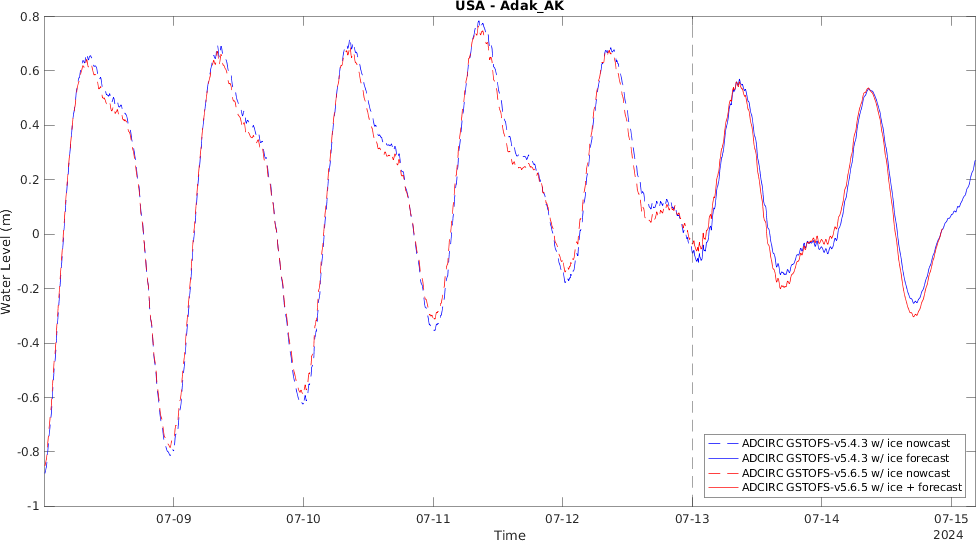 USA - Adak_AK
0.8
0.6
0.4
0.2
0
-0.2
-0.4
-0.6
-0.8
-1
Water Level (m)
ADCIRC GSTOFS-v5.4.3 w/ ice nowcast
ADCIRC GSTOFS-v5.4.3 w/ ice forecast
ADCIRC GSTOFS-v5.6.5 w/ ice nowcast
ADCIRC GSTOFS-v5.6.5 w/ ice + forecast
07-09 07-10 07-11 07-12 07-13 07-14 07-15
Time 2024